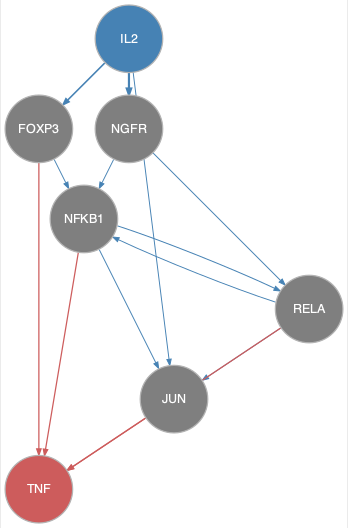 IL2
FOXP3
NGFR
NFKB1
RELA
JUN
TNF